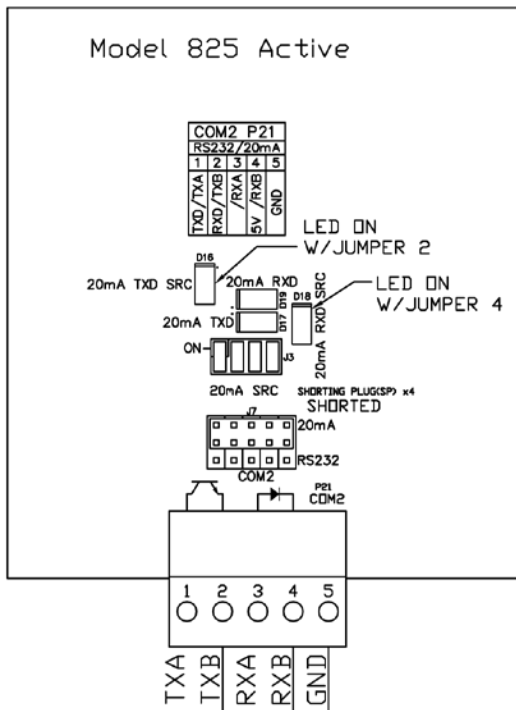 Model 825 Active
COM2 P21
RS232/20mA
1 2 3 4 5
TXD/TXA
RXD/TXB
/RXA
5V /RXB
GND
LED ON
W/JUMPER 2
D16
20mA TXD SRC
20mA RXD
D19
D18
20mA RXD SRC
LED ON
W/JUMPER 4
20mA TXD
D17
ON
J3
20mA SRC
SHORTING PLUG(SP) x4
SHORTED
J7
20mA
RS232
COM2
P21
COM2
1 2 3 4 5
TXA
TXB
RXA
RXB
GND